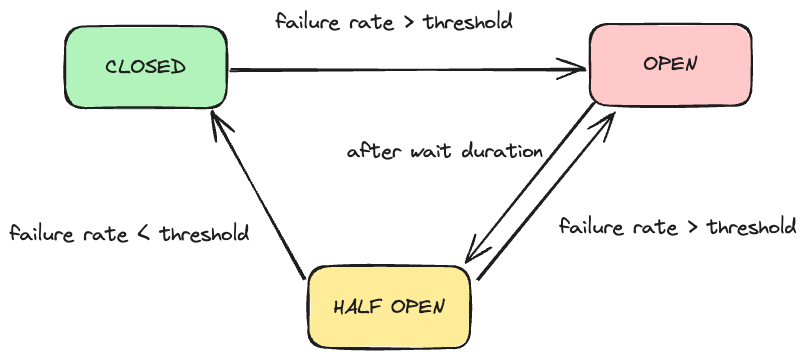 failure rate > threshold
CLOSED
OPEN
after wait duration
failure rate < threshold
failure rate > threshold
HALF OPEN